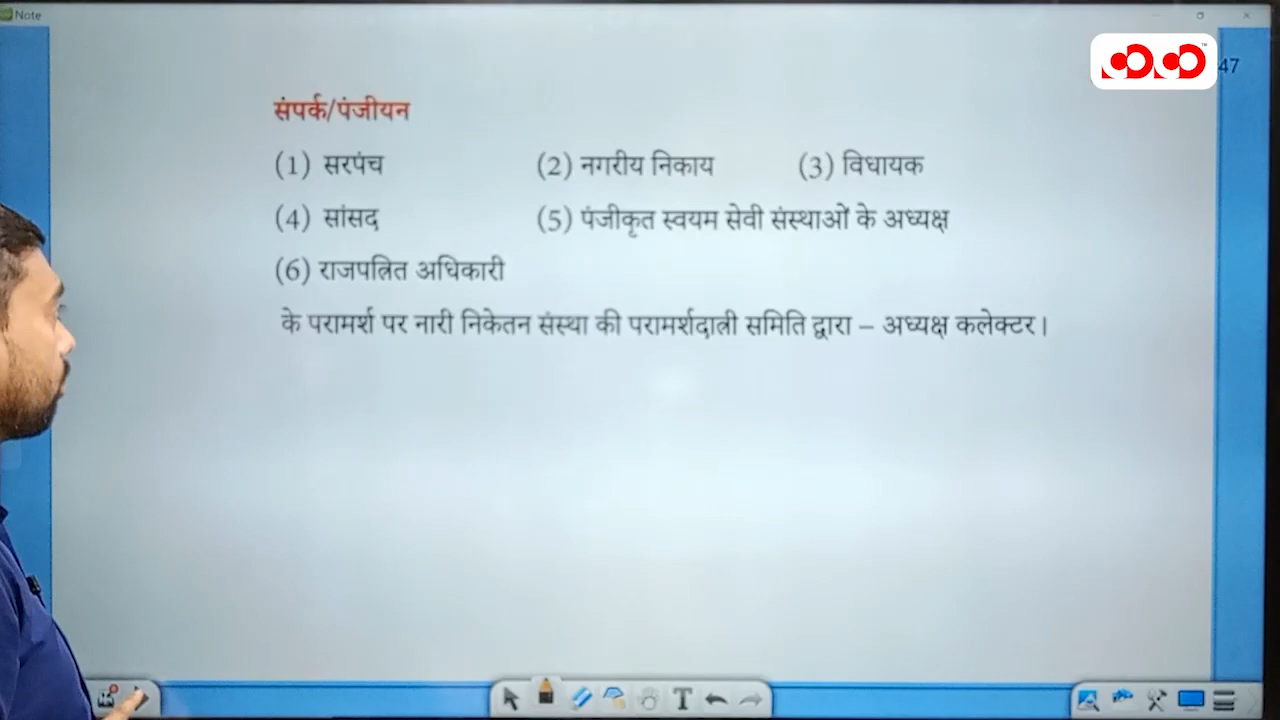 Note
47
संपर्क/पंजीयन
(1) सरपंच (2) नगरीय निकाय (3) विधायक
(4) सांसद (5) पंजीकृत स्वयम सेवी संस्थाओं के अध्यक्ष
(6) राजपत्रित अधिकारी
के परामर्श पर नारी निकेतन संस्था की परामर्शदात्री समिति द्वारा – अध्यक्ष कलेक्टर।